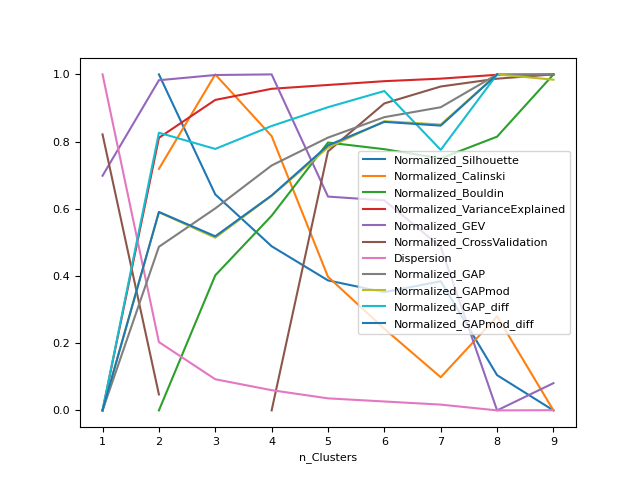 1.0
0.8
0.6
0.4
0.2
0.0
Normalized_Silhouette
Normalized_Calinski
Normalized_Bouldin
Normalized_VarianceExplained
Normalized_GEV
Normalized_CrossValidation
Dispersion
Normalized_GAP
Normalized_GAPmod
Normalized_GAP_diff
Normalized_GAPmod_diff
1 2 3 4 5 6 7 8 9
n_Clusters